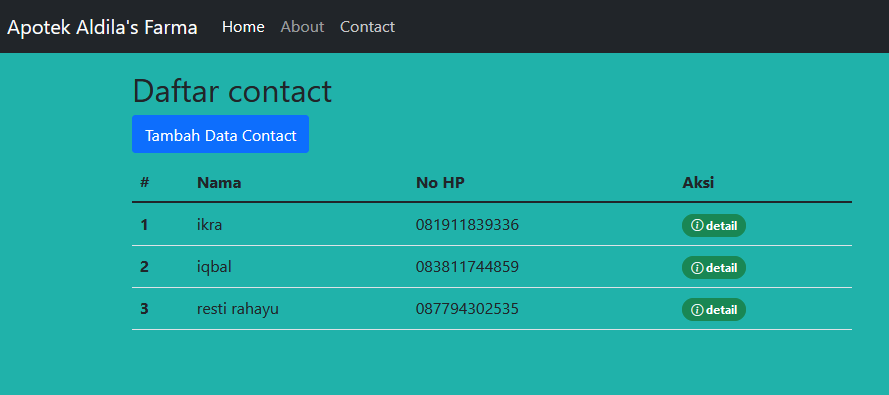 Apotek Aldila's Farma Home About Contact
Daftar contact
Tambah Data Contact
# Nama No HP Aksi
1 ikra 081911839336 detail
2 iqbal 083811744859 detail
3 resti rahayu 087794302535 detail